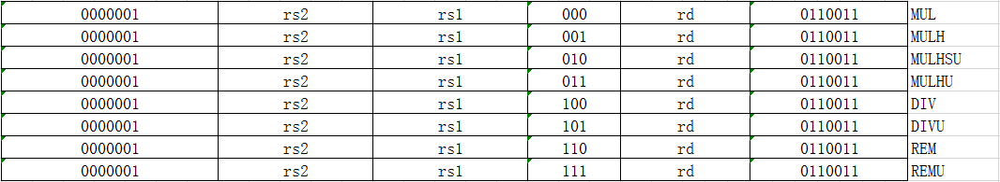 0000001 rs2 rs1 000 rd 0110011 MUL
0000001 rs2 rs1 001 rd 0110011 MULH
0000001 rs2 rs1 010 rd 0110011 MULHSU
0000001 rs2 rs1 011 rd 0110011 MULHU
0000001 rs2 rs1 100 rd 0110011 DIV
0000001 rs2 rs1 101 rd 0110011 DIVU
0000001 rs2 rs1 110 rd 0110011 REM
0000001 rs2 rs1 111 rd 0110011 REMU